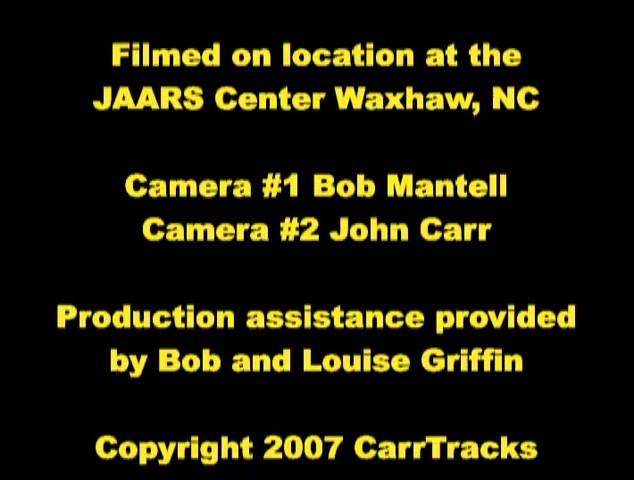 Filmed on location at the
JAARS Center Waxhaw, NC
Camera #1 Bob Mantell
Camera #2 John Carr
Production assistance provided
by Bob and Louise Griffin
Copyright 2007 CarrTracks